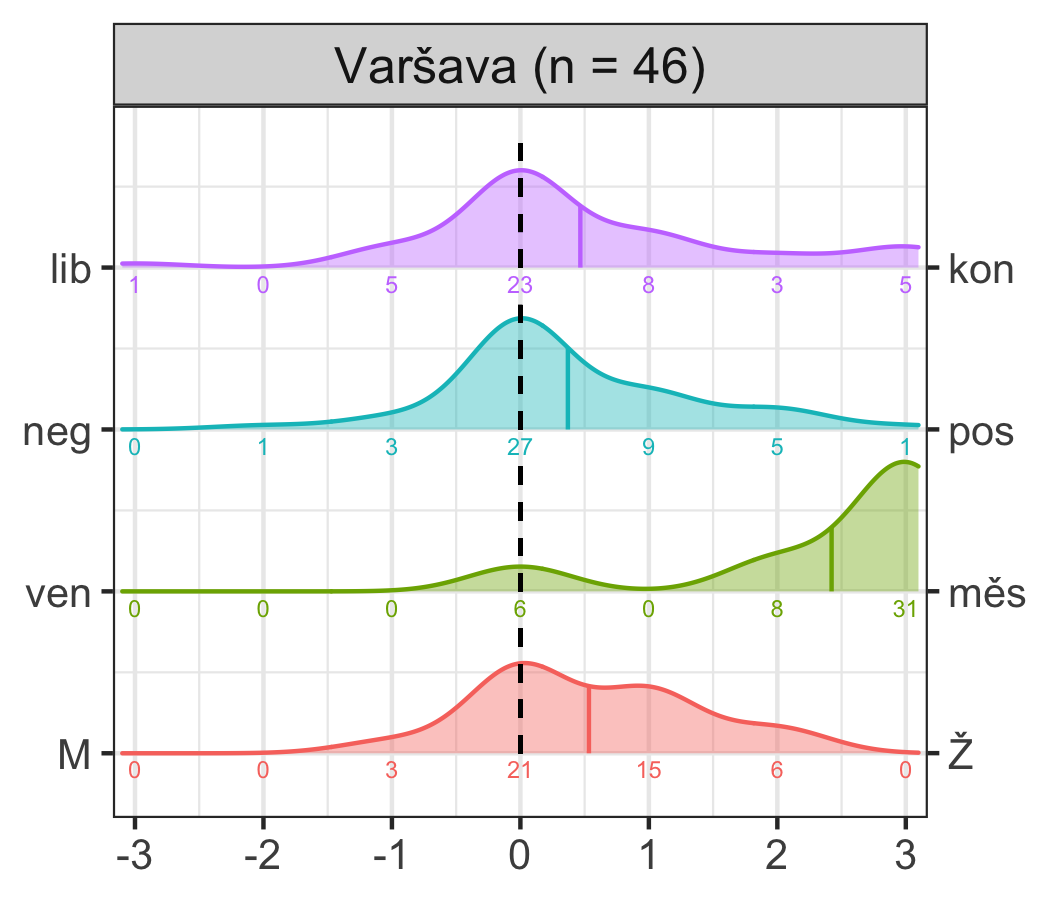 Varšava (n = 46)
lib kon
1 0 5 23 8 3 5
neg pos
0 1 3 27 9 5 1
ven měs
0 0 0 6 0 8 31
M Ž
0 0 3 21 15 6 0
-3 -2 -1 0 1 2 3